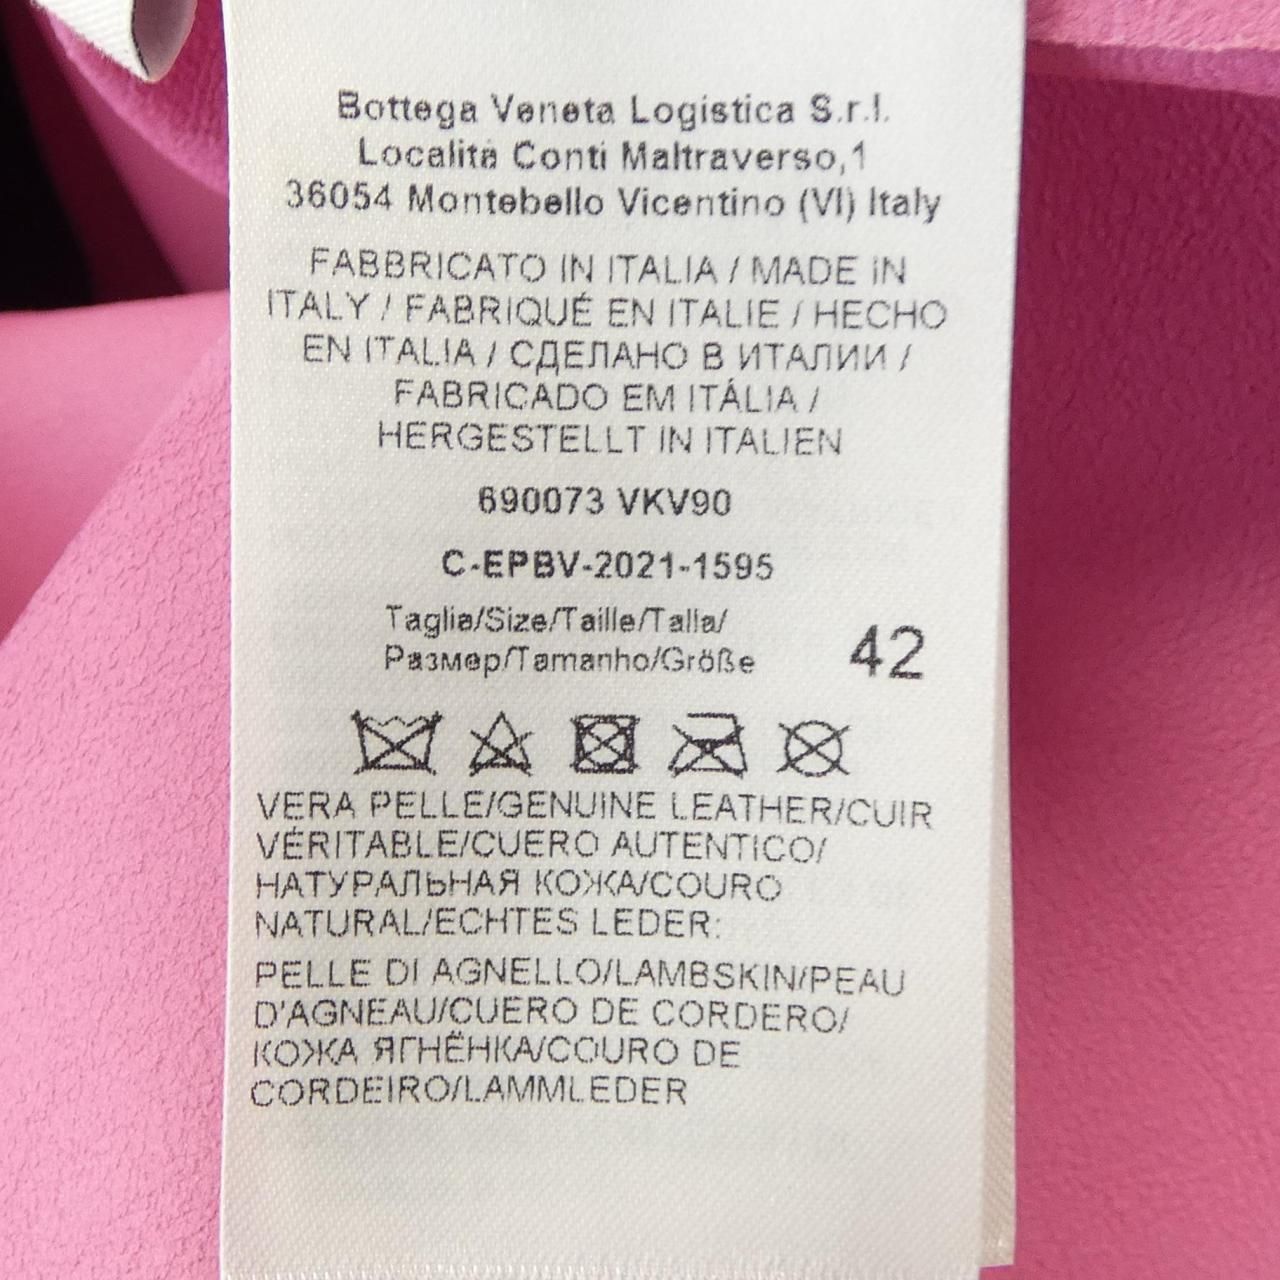 Bottega Veneta Logistica S.r.l.
Località Conti Maltraverso,1
36054 Montebello Vicentino (VI) Italy
FABBRICATO IN ITALIA / MADE IN
ITALY / FABRIQUÉ EN ITALIE / HECHO
EN ITALIA / СДЕЛАНО В ИТАЛИИ /
FABRICADO EM ITÁLIA /
HERGESTELLT IN ITALIEN
690073 VKV90
C-EPBV-2021-1595
Taglia/Size/Taille/Talla/
Размер/Tamanho/Größe 42
VERA PELLE/GENUINE LEATHER/CUIR
VÉRITABLE/CUERO AUTENTICO/
НАТУРАЛЬНАЯ КОЖА/COURO
NATURAL/ECHTES LEDER:
PELLE DI AGNELLO/LAMBSKIN/PEAU
D'AGNEAU/CUERO DE CORDERO/
КОЖА ЯГНЁНКА/COURO DE
CORDEIRO/LAMMLEDER